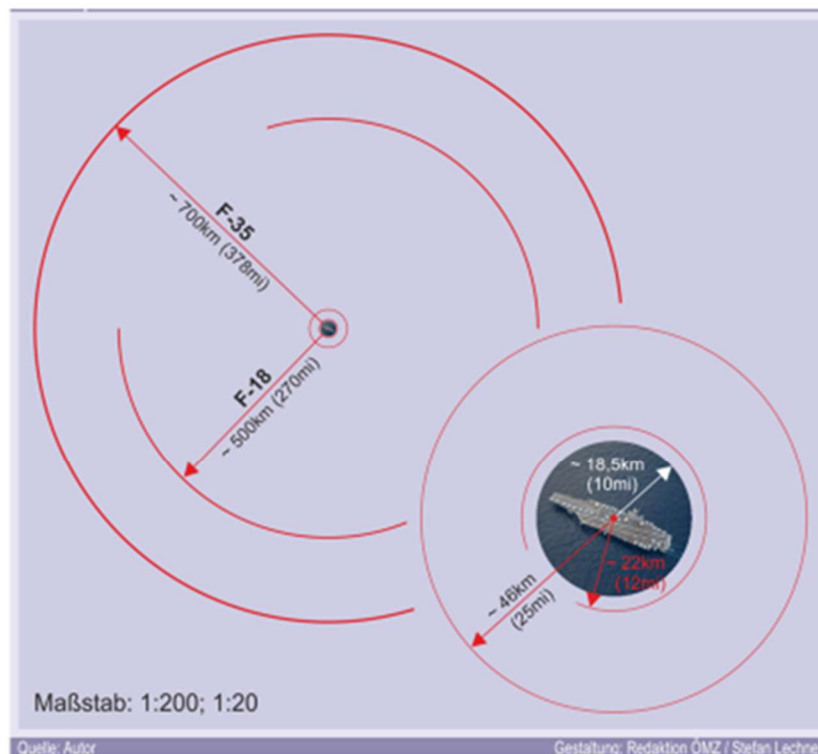 F-35
~ 700km (378mi)
F-18
~ 500km (270mi)
~ 18,5km
(10mi)
~ 22km
(12mi)
~ 46km
(25mi)
Maßstab: 1:200; 1:20
Quelle: Autor
Gestaltung: Redaktion ÖMZ / Stefan Lechner